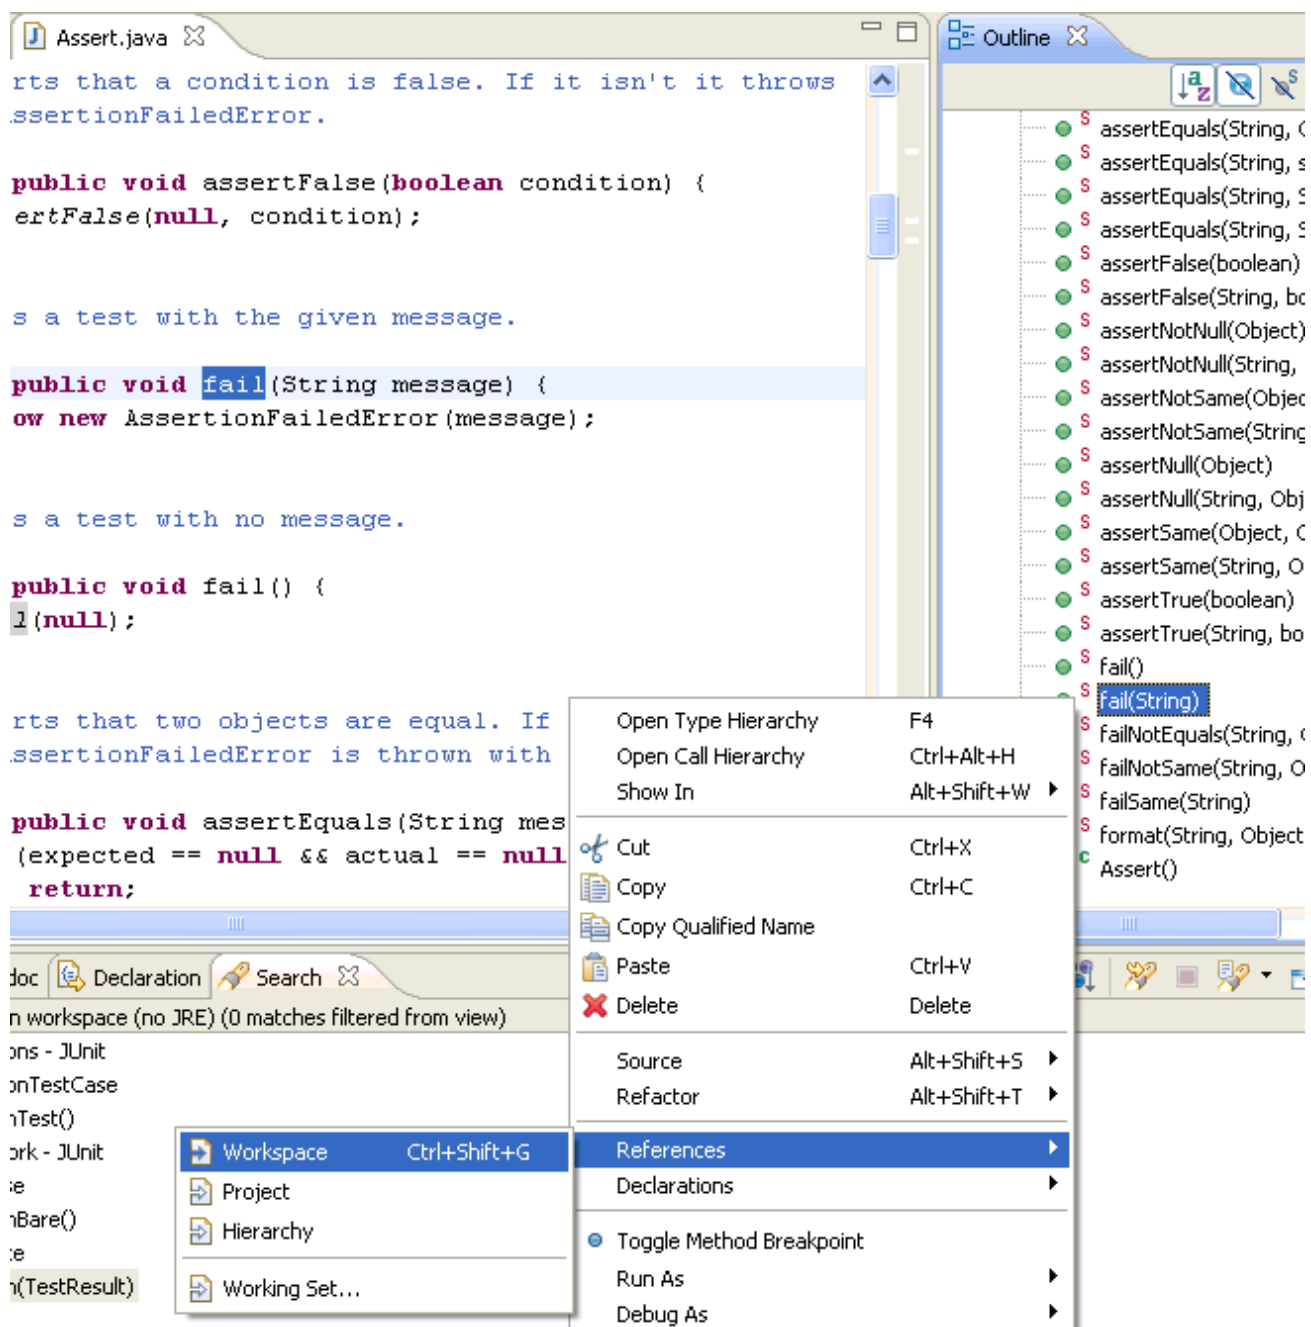 Assert.java
rts that a condition is false. If it isn't it throws
ssertionFailedError.
public void assertFalse(boolean condition) {
ertFalse(null, condition);
s a test with the given message.
public void fail(String message) {
ow new AssertionFailedError(message);
s a test with no message.
public void fail() {
l(null);
rts that two objects are equal. If
ssertionFailedError is thrown with
public void assertEquals(String mes
(expected == null && actual == null
return;
Outline
assertEquals(String,
assertEquals(String, s
assertEquals(String, S
assertEquals(String, S
assertFalse(boolean)
assertFalse(String, bo
assertNotNull(Object)
assertNotNull(String,
assertNotSame(Objec
assertNotSame(String
assertNull(Object)
assertNull(String, Obj
assertSame(Object, O
assertSame(String, O
assertTrue(boolean)
assertTrue(String, bo
fail()
fail(String)
failNotEquals(String, O
failNotSame(String, O
failSame(String)
format(String, Object
Assert()
Open Type Hierarchy F4
Open Call Hierarchy Ctrl+Alt+H
Show In Alt+Shift+W
Cut Ctrl+X
Copy Ctrl+C
Copy Qualified Name
Paste Ctrl+V
Delete Delete
Source Alt+Shift+S
Refactor Alt+Shift+T
References
Declarations
Toggle Method Breakpoint
Run As
Debug As
doc Declaration Search
n workspace (no JRE) (0 matches filtered from view)
ons - JUnit
onTestCase
nTest()
ork - JUnit
se
nBare()
te
n(TestResult)
Workspace Ctrl+Shift+G
Project
Hierarchy
Working Set...